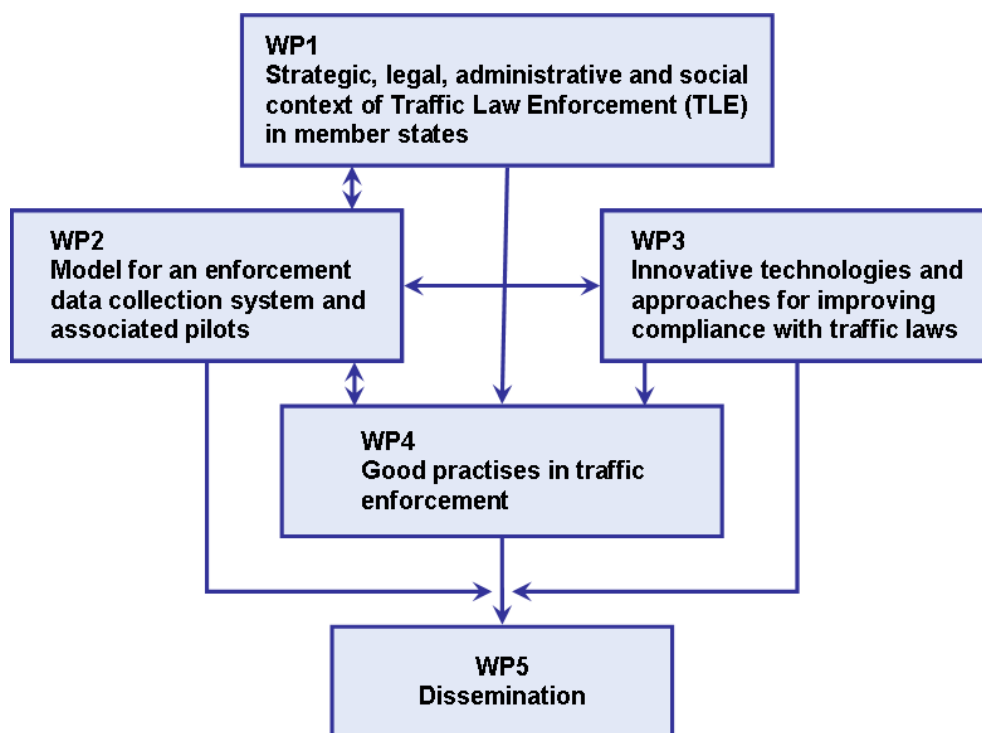 WP1
Strategic, legal, administrative and social
context of Traffic Law Enforcement (TLE)
in member states
WP2
Model for an enforcement
data collection system and
associated pilots
WP3
Innovative technologies and
approaches for improving
compliance with traffic laws
WP4
Good practises in traffic
enforcement
WP5
Dissemination